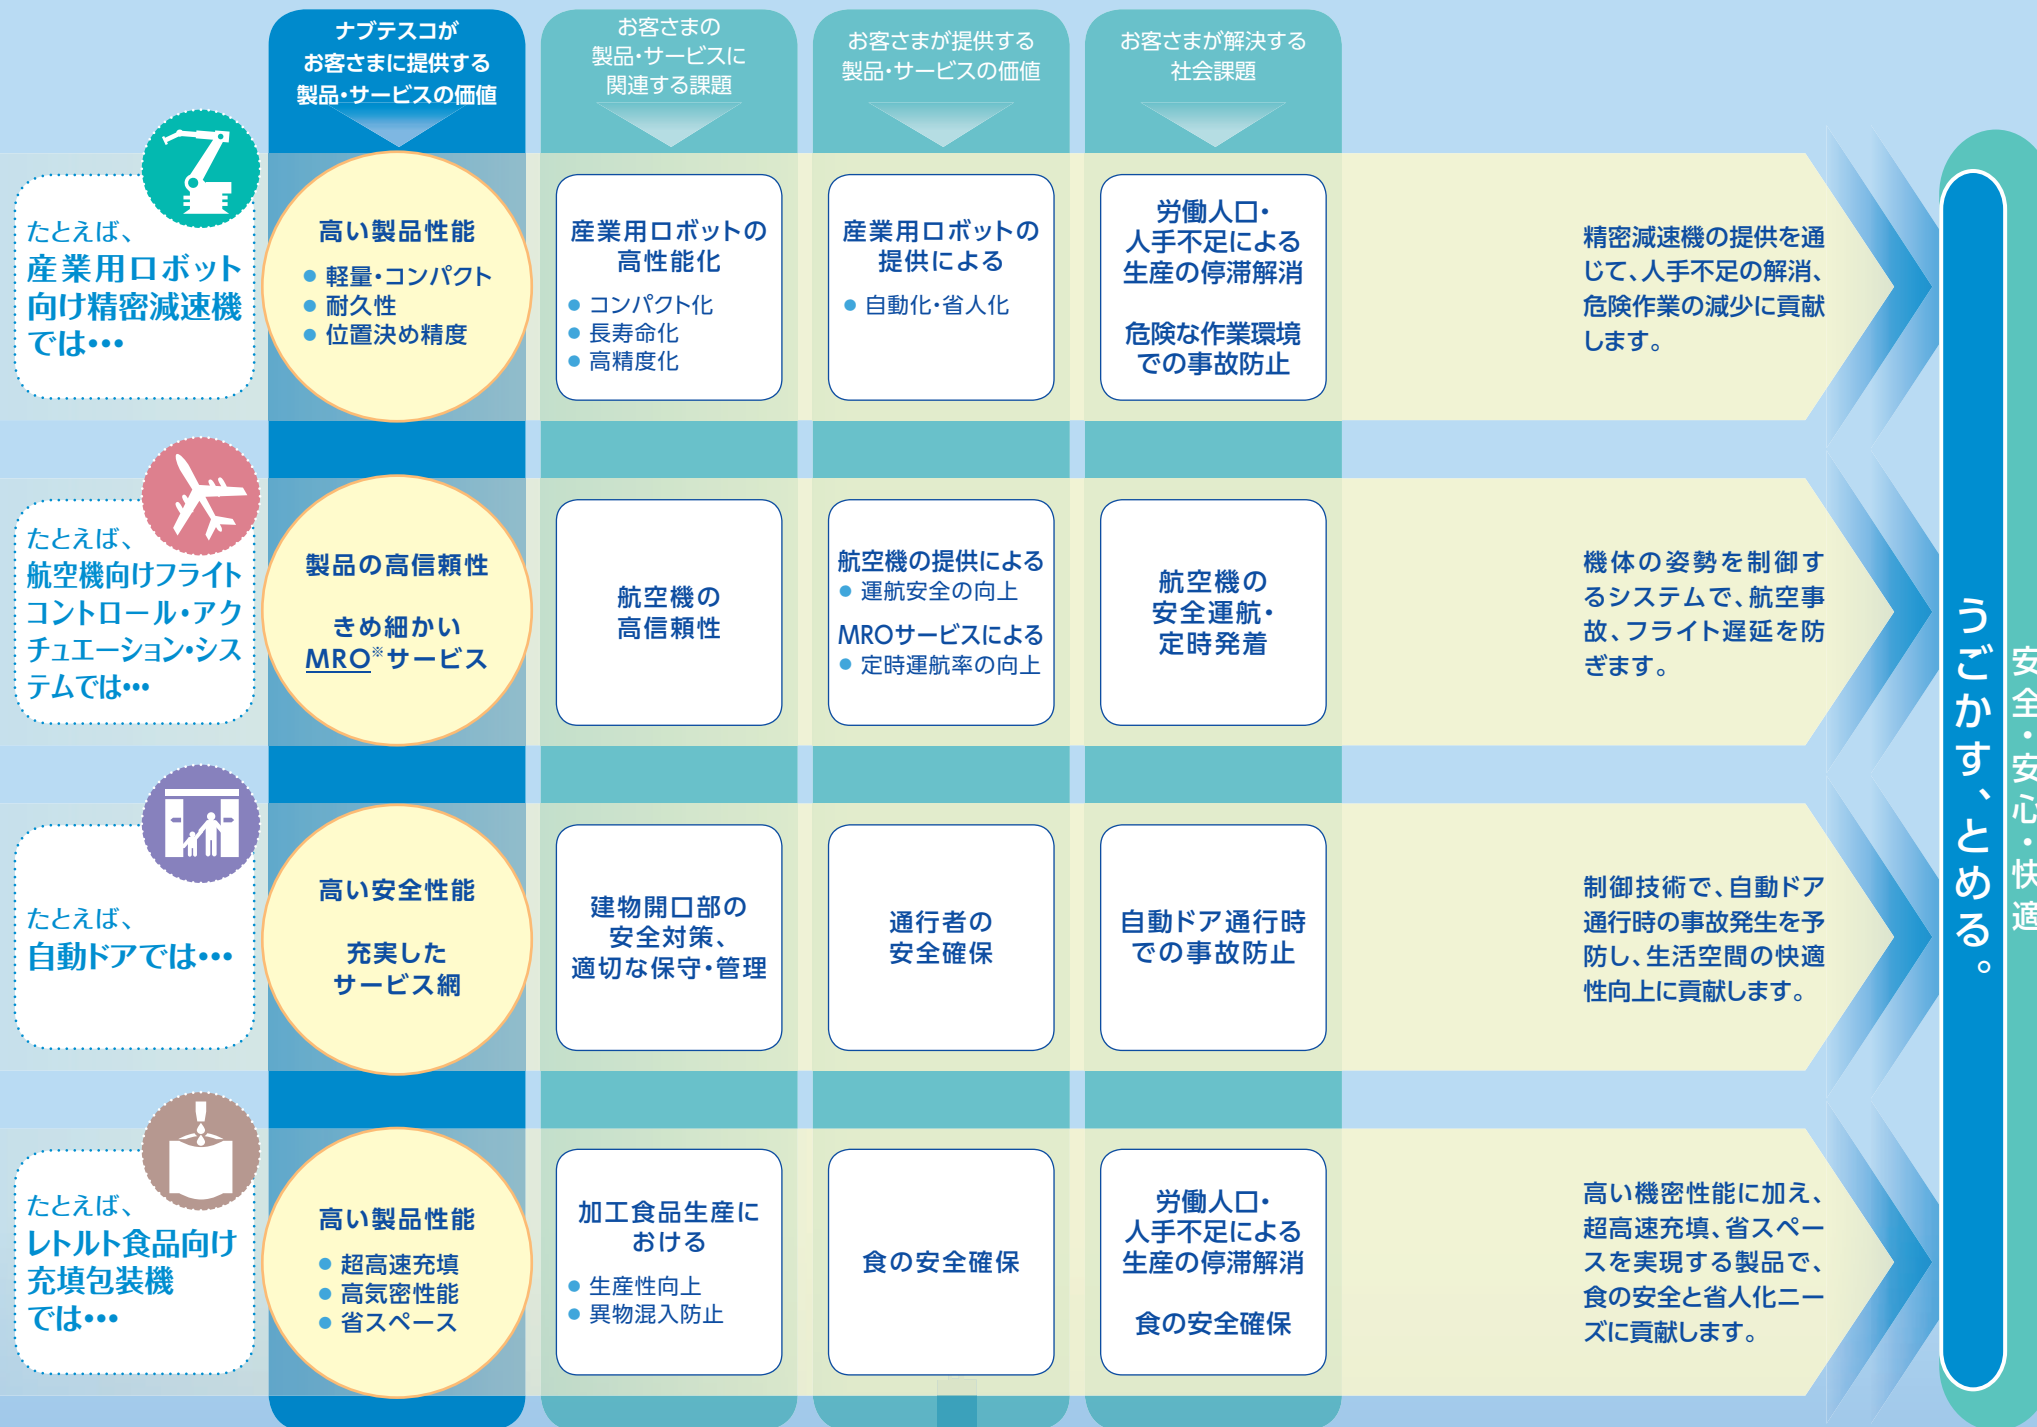 ナブテスコが
お客さまに提供する
製品・サービスの価値
お客さまの
製品・サービスに
関連する課題
お客さまが提供する
製品・サービスの価値
お客さまが解決する
社会課題
たとえば、
産業用ロボット
向け精密減速機
では…
高い製品性能
● 軽量・コンパクト
● 耐久性
● 位置決め精度
産業用ロボットの
高性能化
● コンパクト化
● 長寿命化
● 高精度化
産業用ロボットの
提供による
● 自動化・省人化
労働人口・
人手不足による
生産の停滞解消
危険な作業環境
での事故防止
精密減速機の提供を通
じて、人手不足の解消、
危険作業の減少に貢献
します。
たとえば、
航空機向けフライト
コントロール・アク
チュエーション・シス
テムでは…
製品の高信頼性
きめ細かい
MRO※サービス
航空機の
高信頼性
航空機の提供による
● 運航安全の向上
MROサービスによる
● 定時運航率の向上
航空機の
安全運航・
定時発着
機体の姿勢を制御す
るシステムで、航空事
故、フライト遅延を防
ぎます。
たとえば、
自動ドアでは…
高い安全性能
充実した
サービス網
建物開口部の
安全対策、
適切な保守・管理
通行者の
安全確保
自動ドア通行時
での事故防止
制御技術で、自動ドア
通行時の事故発生を予
防し、生活空間の快適
性向上に貢献します。
たとえば、
レトルト食品向け
充填包装機
では…
高い製品性能
● 超高速充填
● 高気密性能
● 省スペース
加工食品生産に
おける
● 生産性向上
● 異物混入防止
食の安全確保
労働人口・
人手不足による
生産の停滞解消
食の安全確保
高い機密性能に加え、
超高速充填、省スペー
スを実現する製品で、
食の安全と省人化ニー
ズに貢献します。
うごかす、とめる。
安全・安心・快適